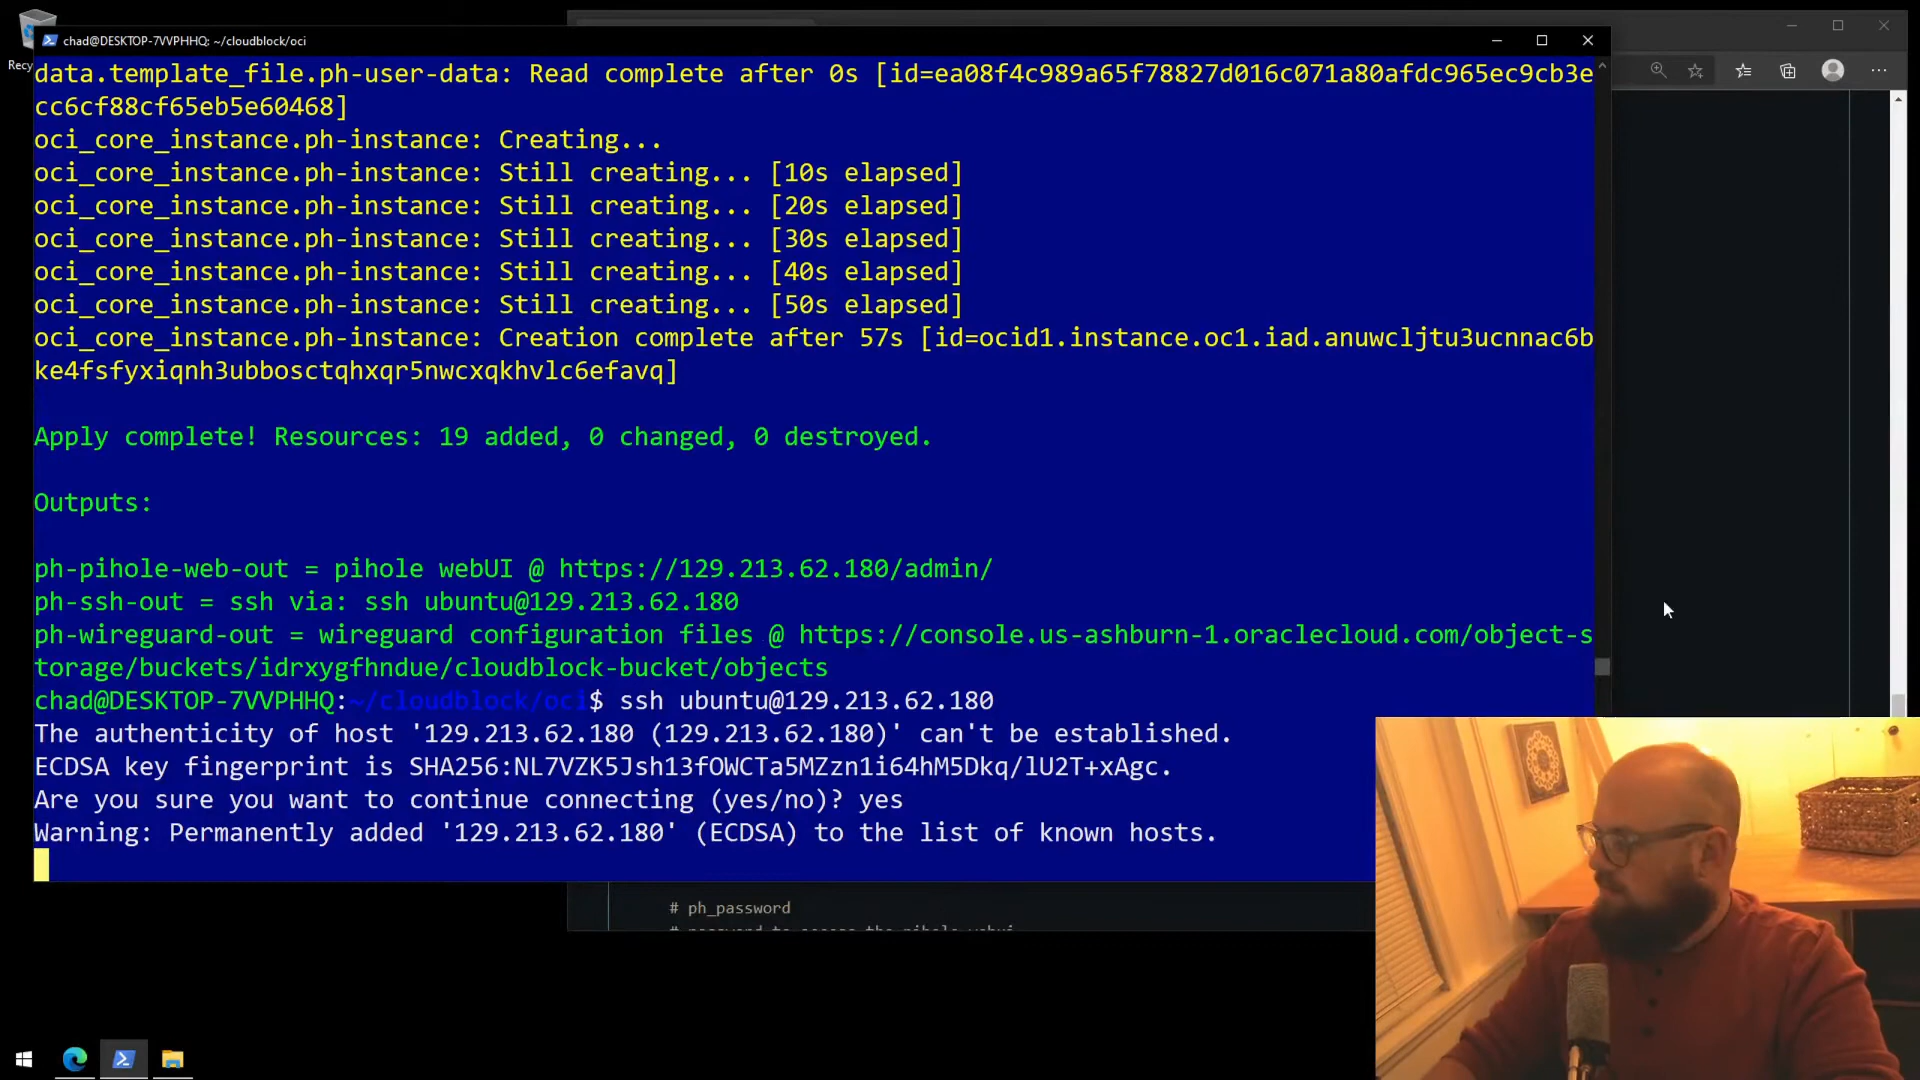 chad@DESKTOP-7VVPHHQ: ~/cloudblock/oci
Recy
data.template_file.ph-user-data: Read complete after 0s [id=ea08f4c989a65f78827d016c071a80afdc965ec9cb3e
cc6cf88cf65eb5e60468]
oci_core_instance.ph-instance: Creating...
oci_core_instance.ph-instance: Still creating... [10s elapsed]
oci_core_instance.ph-instance: Still creating... [20s elapsed]
oci_core_instance.ph-instance: Still creating... [30s elapsed]
oci_core_instance.ph-instance: Still creating... [40s elapsed]
oci_core_instance.ph-instance: Still creating... [50s elapsed]
oci_core_instance.ph-instance: Creation complete after 57s [id=ocid1.instance.oc1.iad.anuwcljtu3ucnnac6b
ke4fsfyxiqnh3ubbosctqhxqr5nwcxqkhvlc6efavq]
Apply complete! Resources: 19 added, 0 changed, 0 destroyed.
Outputs:
ph-pihole-web-out = pihole webUI @ https://129.213.62.180/admin/
ph-ssh-out = ssh via: ssh ubuntu@129.213.62.180
ph-wireguard-out = wireguard configuration files @ https://console.us-ashburn-1.oraclecloud.com/object-s
torage/buckets/idrxygfhndue/cloudblock-bucket/objects
chad@DESKTOP-7VVPHHQ:~/cloudblock/oci$ ssh ubuntu@129.213.62.180
The authenticity of host '129.213.62.180 (129.213.62.180)' can't be established.
ECDSA key fingerprint is SHA256:NL7VZK5Jsh13fOWCTa5MZzn1i64hM5Dkq/lU2T+xAgc.
Are you sure you want to continue connecting (yes/no)? yes
Warning: Permanently added '129.213.62.180' (ECDSA) to the list of known hosts.
# ph_password
# password to access the pihole webui